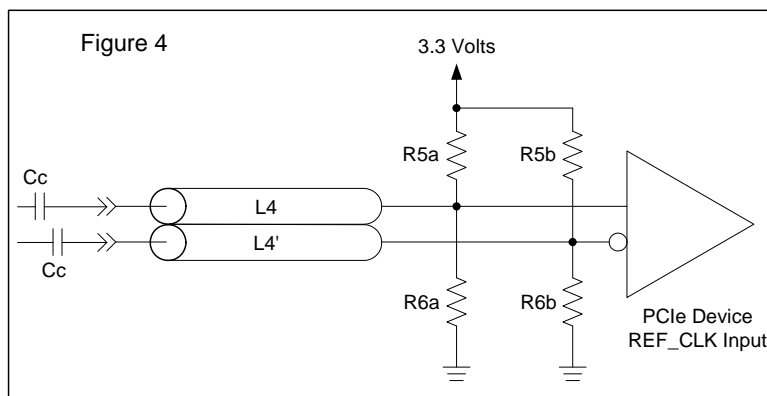 Figure 4
3.3 Volts
R5a
R5b
Cc
L4
L4'
Cc
R6a
R6b
PCIe Device
REF_CLK Input